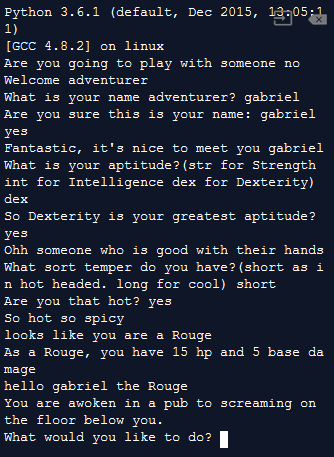 Python 3.6.1 (default, Dec 2015, 13:05:1
1)
[GCC 4.8.2] on linux
Are you going to play with someone no
Welcome adventurer
What is your name adventurer? gabriel
Are you sure this is your name: gabriel
yes
Fantastic, it's nice to meet you gabriel
What is your aptitude?(str for Strength
int for Intelligence dex for Dexterity)
dex
So Dexterity is your greatest aptitude?
yes
Ohh someone who is good with their hands
What sort temper do you have?(short as i
n hot headed. long for cool) short
Are you that hot? yes
So hot so spicy
looks like you are a Rouge
As a Rouge, you have 15 hp and 5 base da
mage
hello gabriel the Rouge
You are awoken in a pub to screaming on
the floor below you.
What would you like to do?